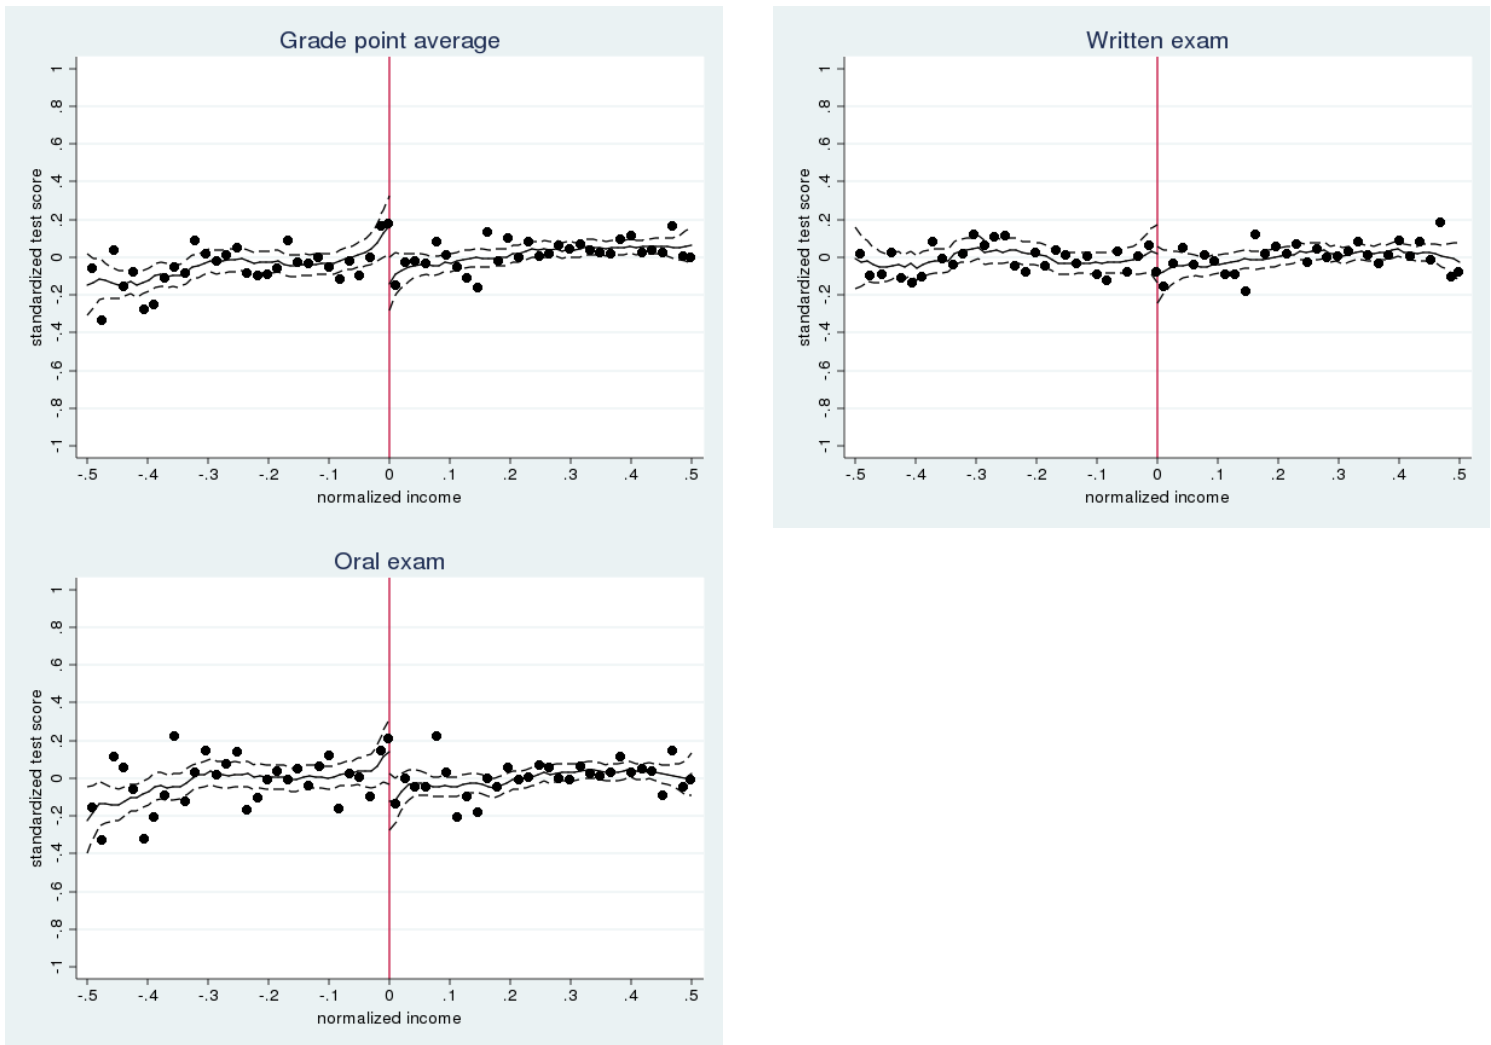 Grade point average
standardized test score
1
.8
.6
.4
.2
0
-.2
-.4
-.6
-.8
-1
-.5 -.4 -.3 -.2 -.1 0 .1 .2 .3 .4 .5
normalized income
Written exam
standardized test score
1
.8
.6
.4
.2
0
-.2
-.4
-.6
-.8
-1
-.5 -.4 -.3 -.2 -.1 0 .1 .2 .3 .4 .5
normalized income
Oral exam
standardized test score
1
.8
.6
.4
.2
0
-.2
-.4
-.6
-.8
-1
-.5 -.4 -.3 -.2 -.1 0 .1 .2 .3 .4 .5
normalized income